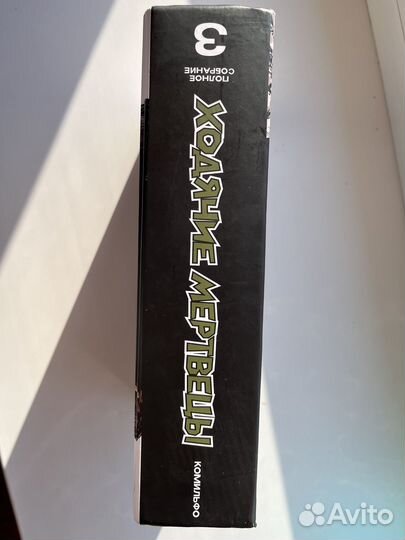 3
ПОЛНОЕ
СОБРАНИЕ
ХОДЯЧИЕ МЕРТВЕЦЫ
КОМИЛЬФО
Avito